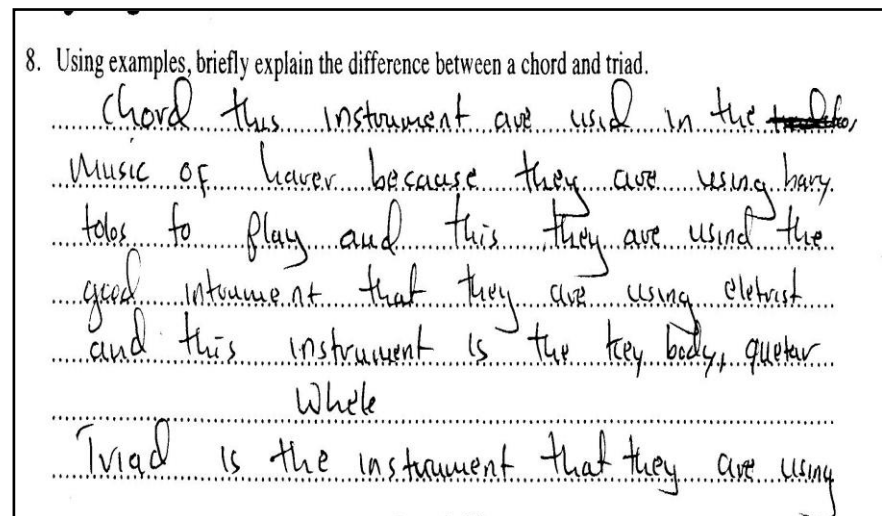 8. Using examples, briefly explain the difference between a chord and triad.
Chord this instrument are usid in the
Music of haver because they are using hary
tolos to play and this they are usind the
good intrument that they are using eletrist
and this instrument is the key body, guetar
Whele
Triad is the instrument that they are using